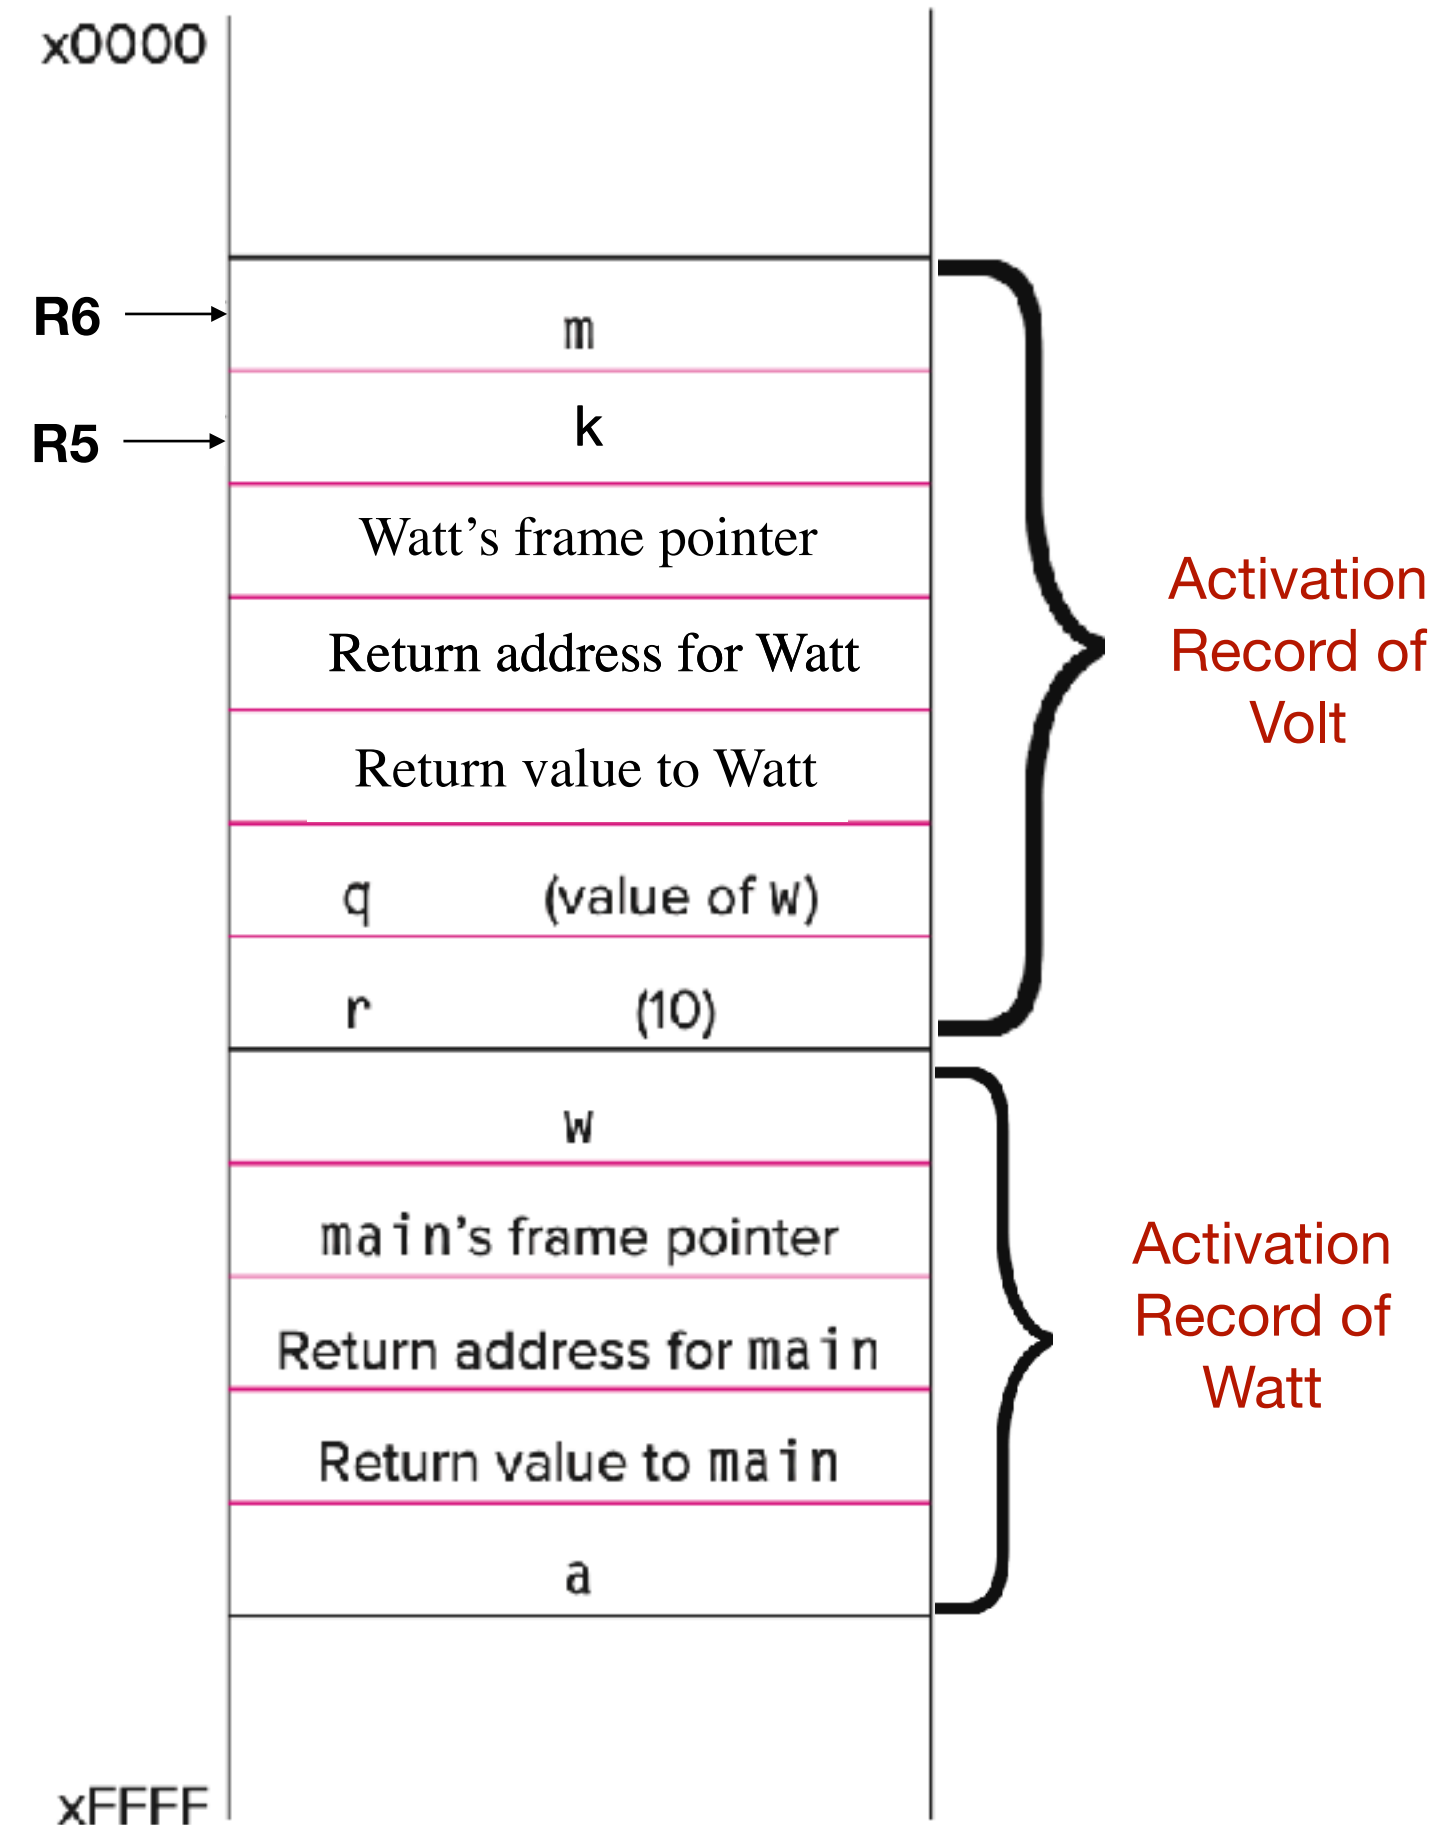 x0000
R6
m
R5
k
Watt’s frame pointer
Return address for Watt
Return value to Watt
q (value of w)
r (10)
Activation
Record of
Volt
w
main’s frame pointer
Return address for main
Return value to main
a
Activation
Record of
Watt
xFFFF